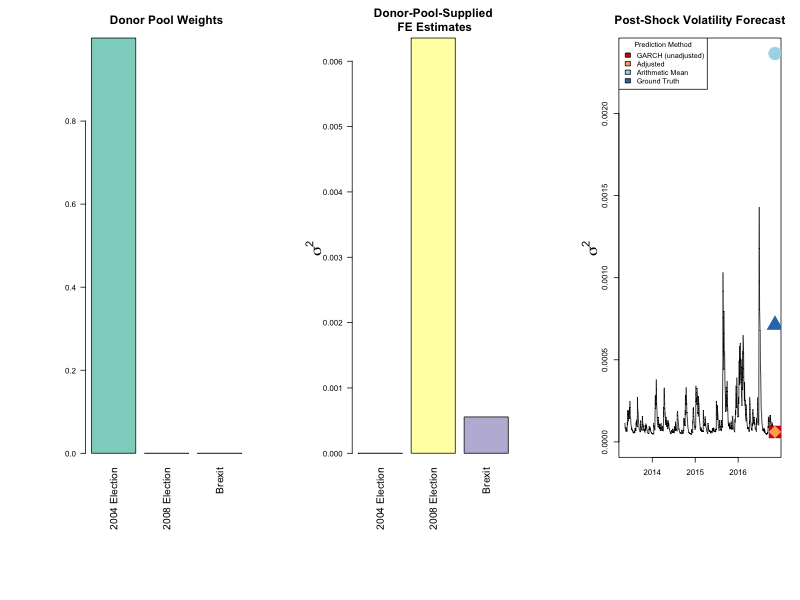 Donor Pool Weights
0.8
0.6
0.4
0.2
0.0
2004 Election
2008 Election
Brexit
Donor-Pool-Supplied
FE Estimates
σ²
0.006
0.005
0.004
0.003
0.002
0.001
0.000
2004 Election
2008 Election
Brexit
Post-Shock Volatility Forecast
Prediction Method
GARCH (unadjusted)
Adjusted
Arithmetic Mean
Ground Truth
σ²
0.0020
0.0015
0.0010
0.0005
0.0000
2014
2015
2016